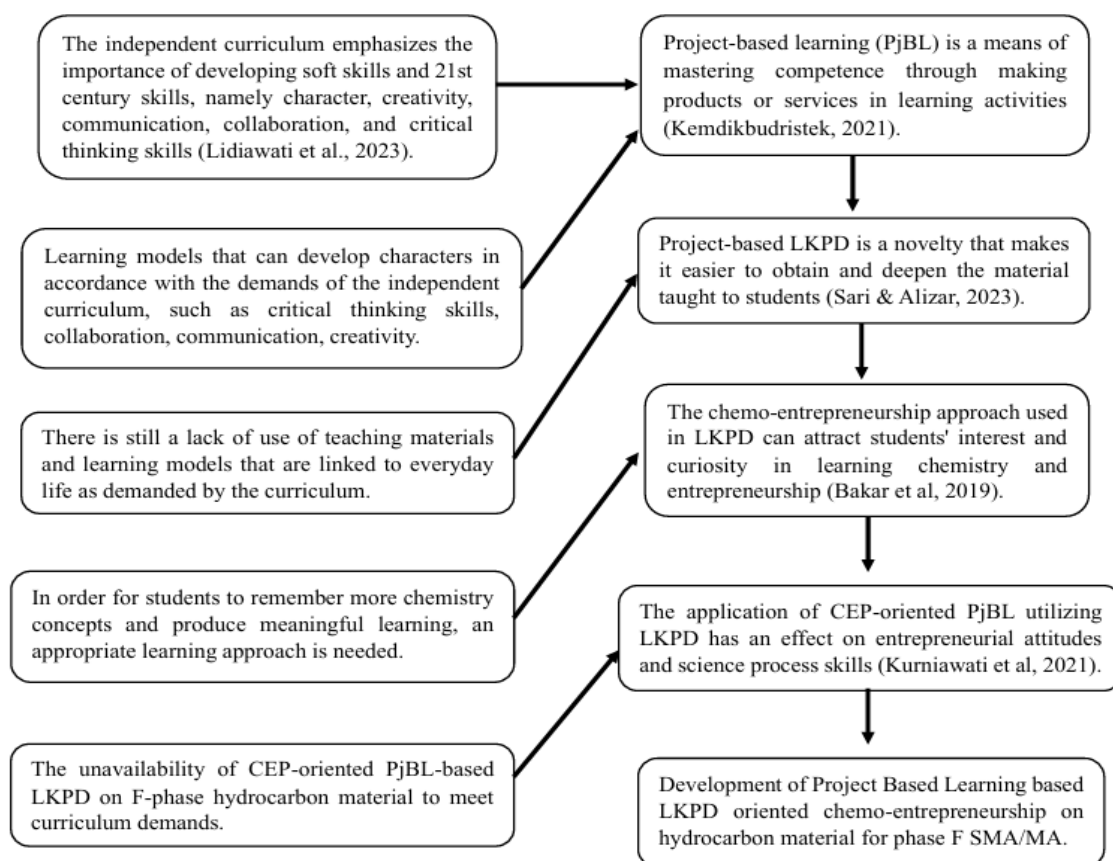 The independent curriculum emphasizes the
importance of developing soft skills and 21st
century skills, namely character, creativity,
communication, collaboration, and critical
thinking skills (Lidiawati et al., 2023).
Project-based learning (PjBL) is a means of
mastering competence through making
products or services in learning activities
(Kemdikbudristek, 2021).
Learning models that can develop characters in
accordance with the demands of the independent
curriculum, such as critical thinking skills,
collaboration, communication, creativity.
Project-based LKPD is a novelty that makes
it easier to obtain and deepen the material
taught to students (Sari & Alizar, 2023).
There is still a lack of use of teaching materials
and learning models that are linked to everyday
life as demanded by the curriculum.
The chemo-entrepreneurship approach used
in LKPD can attract students' interest and
curiosity in learning chemistry and
entrepreneurship (Bakar et al, 2019).
In order for students to remember more chemistry
concepts and produce meaningful learning, an
appropriate learning approach is needed.
The application of CEP-oriented PjBL utilizing
LKPD has an effect on entrepreneurial attitudes
and science process skills (Kurniawati et al, 2021).
The unavailability of CEP-oriented PjBL-based
LKPD on F-phase hydrocarbon material to meet
curriculum demands.
Development of Project Based Learning based
LKPD oriented chemo-entrepreneurship on
hydrocarbon material for phase F SMA/MA.